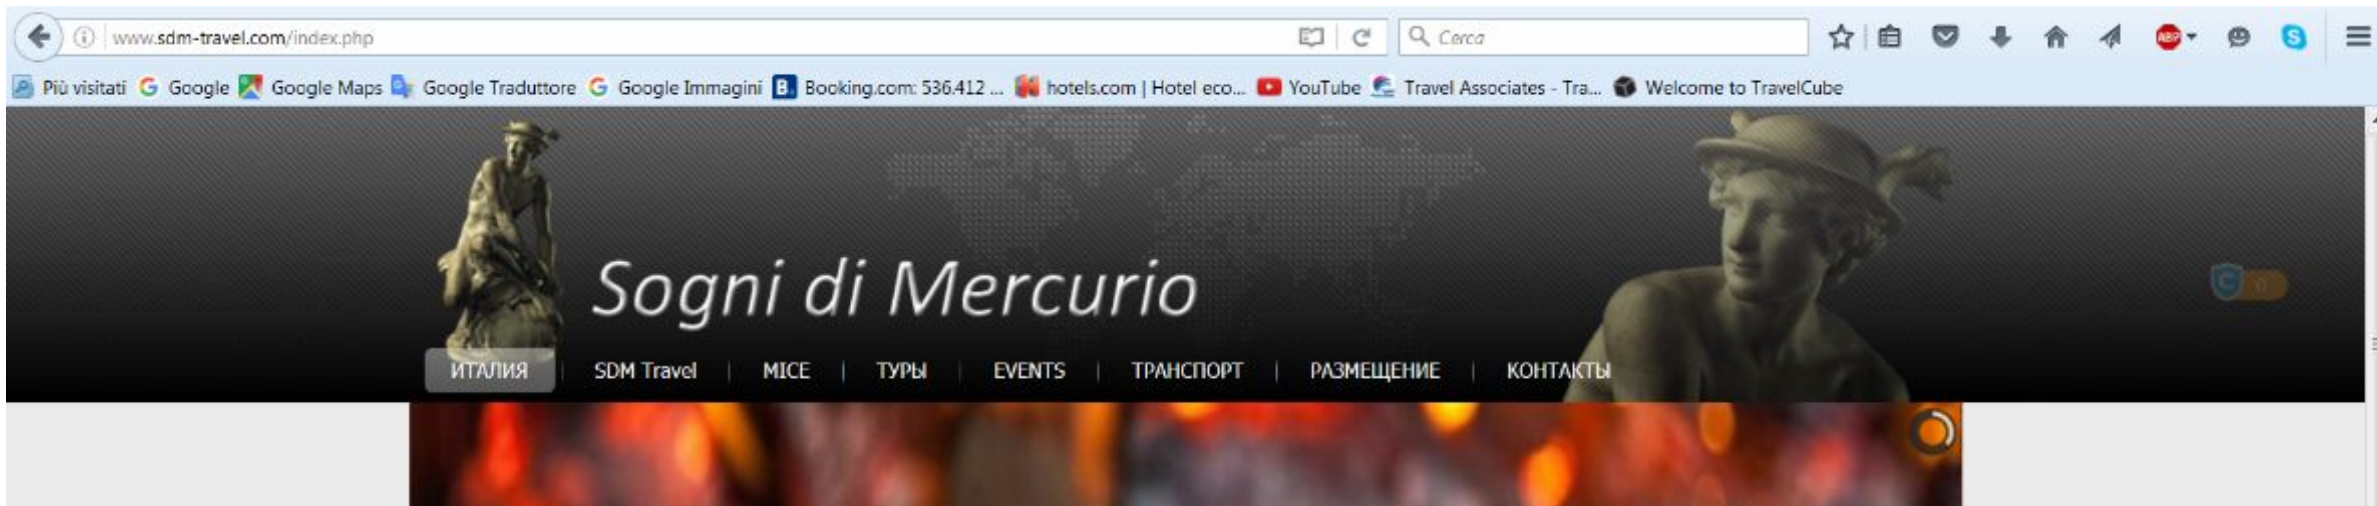 www.sdm-travel.com/index.php Cerca ABP
Più visitati Google Google Maps Google Traduttore Google Immagini Booking.com: 536.412 ... hotels.com | Hotel eco... YouTube Travel Associates - Tra... Welcome to TravelCube
Sogni di Mercurio
ИТАЛИЯ | SDM Travel | MICE | ТУРЫ | EVENTS | ТРАНСПОРТ | РАЗМЕЩЕНИЕ | КОНТАКТЫ